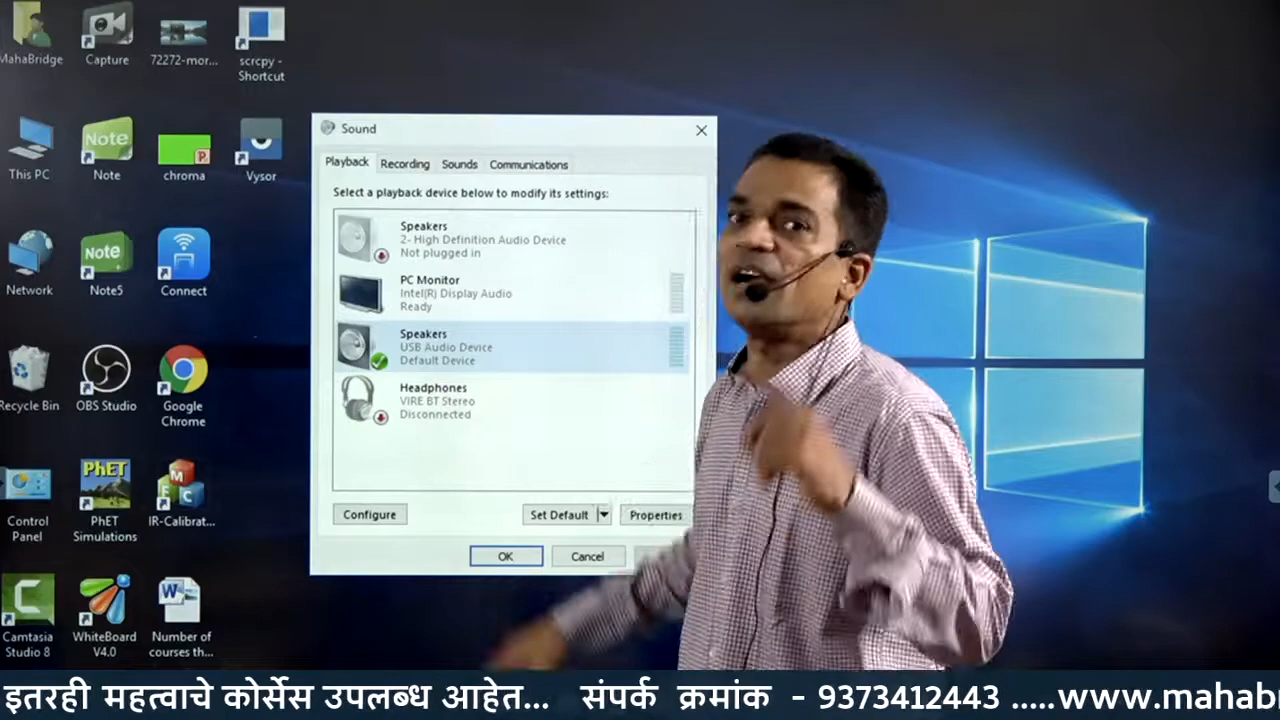 MahaBridge
Capture
72272-mor...
scrcpy -
Shortcut
This PC
Note
Note
chroma
Vysor
Network
Note
Note5
Connect
Recycle Bin
OBS Studio
Google
Chrome
Control
Panel
PhET
PhET
Simulations
M
E
C
IR-Calibrat...
Camtasia
Studio 8
WhiteBoard
V4.0
Number of
courses th...
Sound
Playback Recording Sounds Communications
Select a playback device below to modify its settings:
Speakers
2- High Definition Audio Device
Not plugged in
PC Monitor
Intel(R) Display Audio
Ready
Speakers
USB Audio Device
Default Device
Headphones
VIRE BT Stereo
Disconnected
Configure
Set Default
Properties
OK
Cancel
इतरही महत्वाचे कोर्सेस उपलब्ध आहेत... संपर्क क्रमांक - 9373412443 .....www.mahab